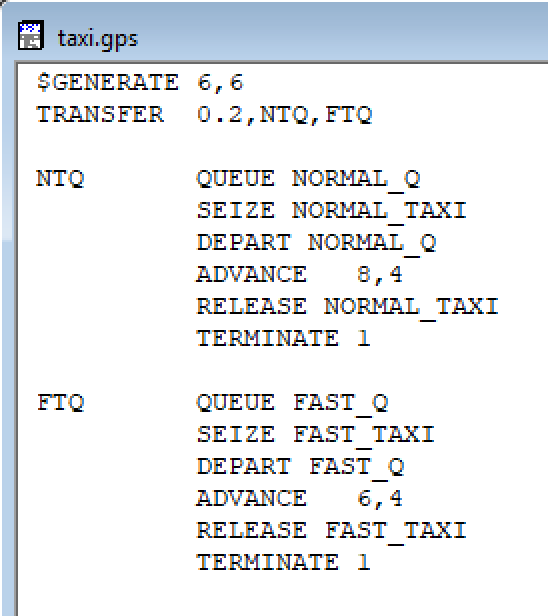 taxi.gps
$GENERATE 6,6
TRANSFER 0.2,NTQ,FTQ
NTQ QUEUE NORMAL_Q
SEIZE NORMAL_TAXI
DEPART NORMAL_Q
ADVANCE 8,4
RELEASE NORMAL_TAXI
TERMINATE 1
FTQ QUEUE FAST_Q
SEIZE FAST_TAXI
DEPART FAST_Q
ADVANCE 6,4
RELEASE FAST_TAXI
TERMINATE 1